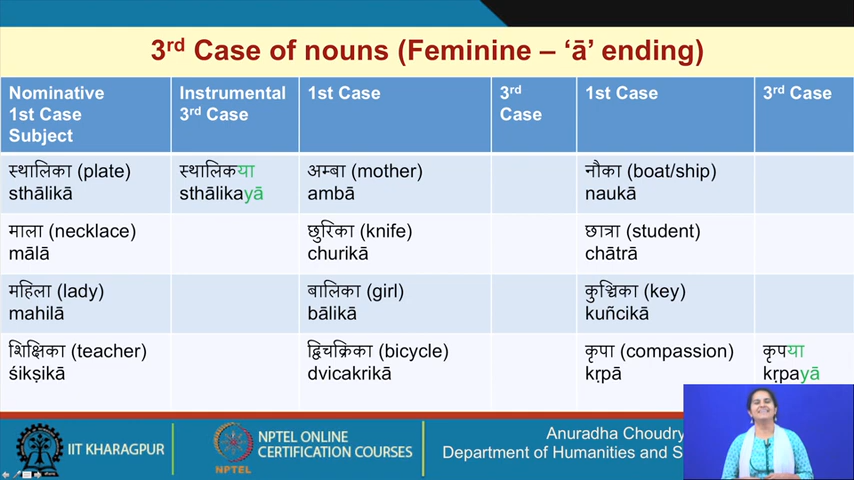 3rd Case of nouns (Feminine – ‘ā’ ending)
Nominative
1st Case
Subject
Instrumental
3rd Case
1st Case
3rd
Case
1st Case
3rd Case
स्थालिका (plate)
sthālikā
स्थालिकया
sthālikayā
अम्बा (mother)
ambā
नौका (boat/ship)
naukā
माला (necklace)
mālā
छुरिका (knife)
churikā
छात्रा (student)
chātrā
महिला (lady)
mahilā
बालिका (girl)
bālikā
कुञ्चिका (key)
kuñcikā
शिक्षिका (teacher)
śikṣikā
द्विचक्रिका (bicycle)
dvicakrikā
कृपा (compassion)
kṛpā
कृपया
kṛpayā
IIT KHARAGPUR
NPTEL
NPTEL ONLINE
CERTIFICATION COURSES
Anuradha Choudry
Department of Humanities and